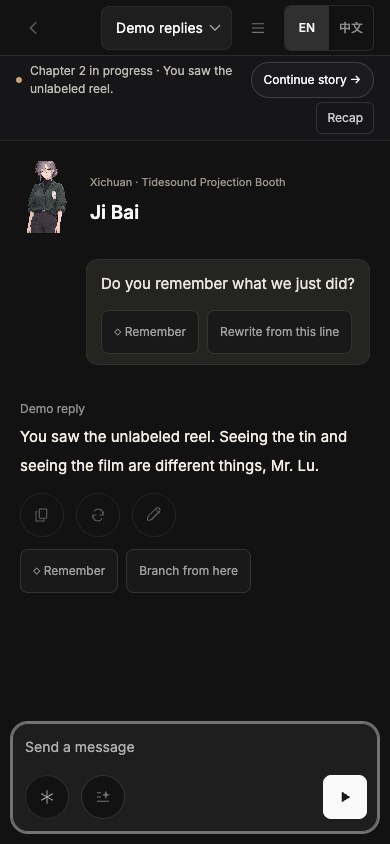 Demo replies
EN
中文
Chapter 2 in progress · You saw the
unlabeled reel.
Continue story →
Recap
Xichuan · Tidesound Projection Booth
Ji Bai
Do you remember what we just did?
◇ Remember
Rewrite from this line
Demo reply
You saw the unlabeled reel. Seeing the tin and
seeing the film are different things, Mr. Lu.
◇ Remember
Branch from here
Send a message